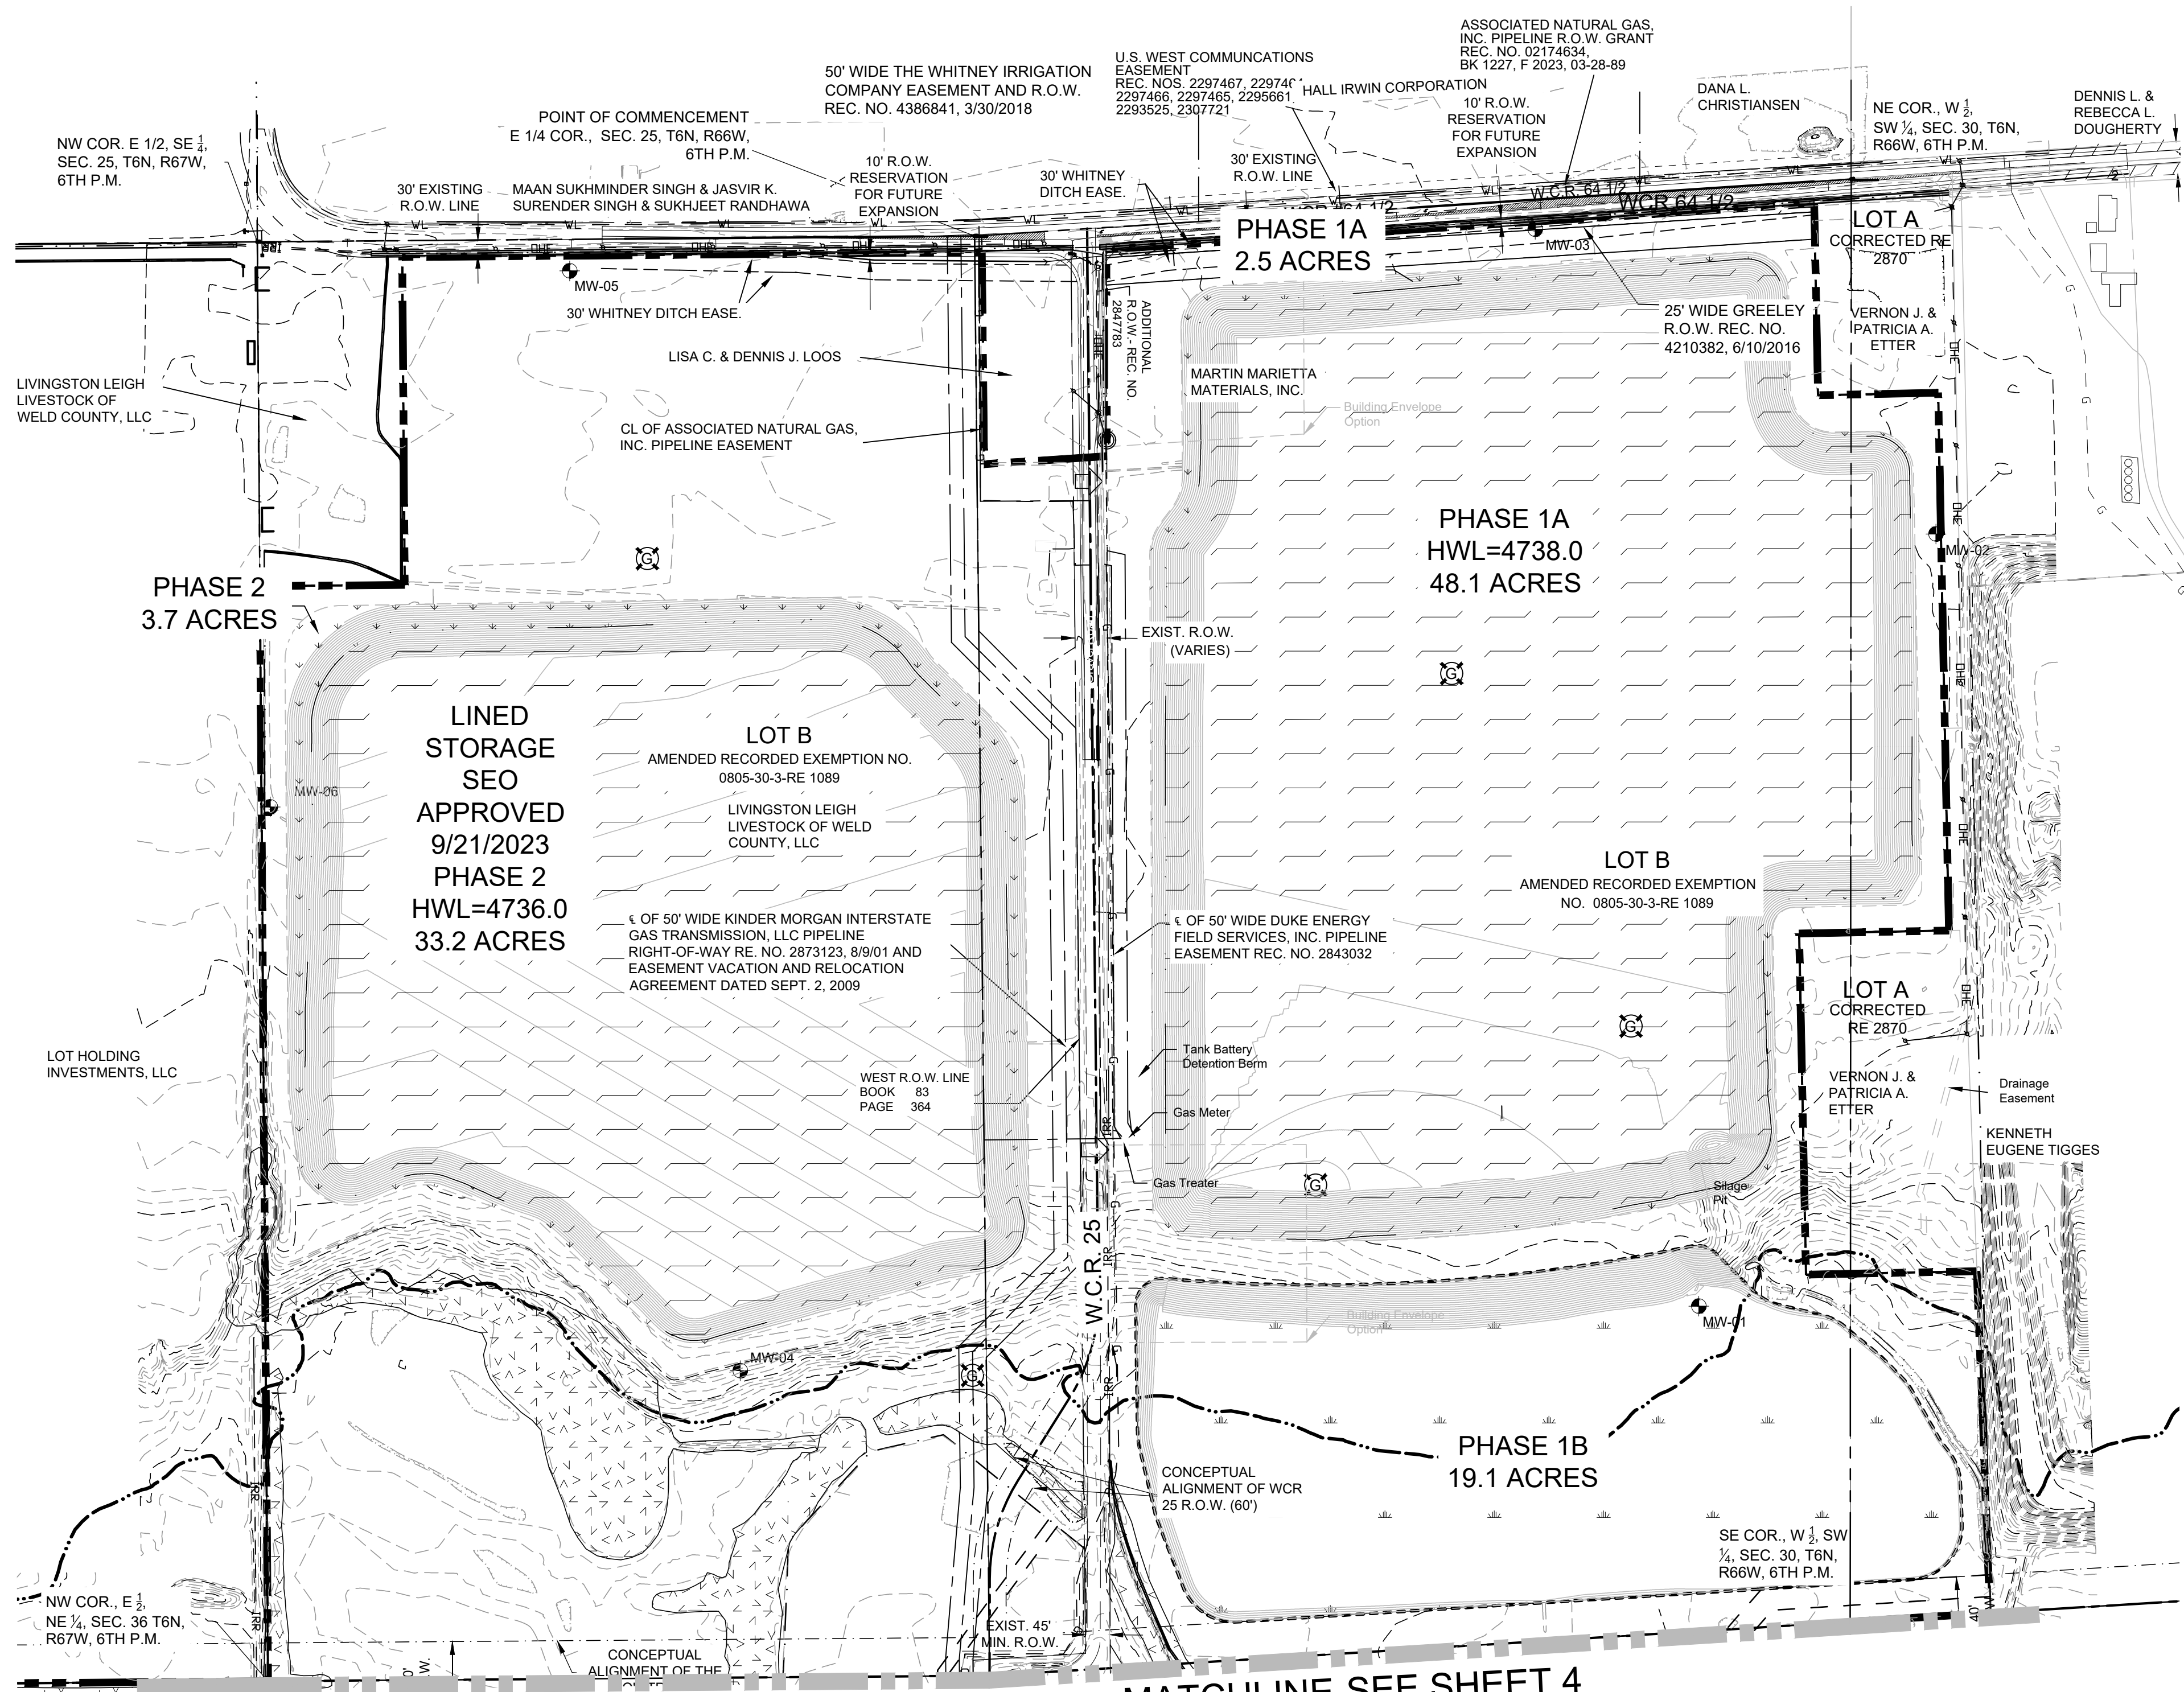 ASSOCIATED NATURAL GAS,
INC. PIPELINE R.O.W. GRANT
REC. NO. 02174634,
BK 1227, F 2023, 03-28-89
U.S. WEST COMMUNCATIONS
EASEMENT
REC. NOS. 2297467,
2297466, 2297465, 2295661,
2293525, 2307721
HALL IRWIN CORPORATION
50' WIDE THE WHITNEY IRRIGATION
COMPANY EASEMENT AND R.O.W.
REC. NO. 4386841, 3/30/2018
DANA L.
CHRISTIANSEN
DENNIS L. &
REBECCA L.
DOUGHERTY
10' R.O.W.
RESERVATION
FOR FUTURE
EXPANSION
NE COR., W 1/2,
SW 1/4, SEC. 30, T6N,
R66W, 6TH P.M.
POINT OF COMMENCEMENT
E 1/4 COR., SEC. 25, T6N, R66W,
6TH P.M.
NW COR. E 1/2, SE 1/4,
SEC. 25, T6N, R67W,
6TH P.M.
10' R.O.W.
RESERVATION
FOR FUTURE
EXPANSION
30' EXISTING
R.O.W. LINE
30' WHITNEY
DITCH EASE.
30' EXISTING
R.O.W. LINE
MAAN SUKHMINDER SINGH & JASVIR K.
SURENDER SINGH & SUKHJEET RANDHAWA
W.C.R. 64 1/2
WCR 64 1/2
PHASE 1A
2.5 ACRES
LOT A
CORRECTED RE
2870
MW-03
MW-05
30' WHITNEY DITCH EASE.
ADDITIONAL
R.O.W.- REC. NO.
2847783
25' WIDE GREELEY
R.O.W. REC. NO.
4210382, 6/10/2016
VERNON J. &
PATRICIA A.
ETTER
LISA C. & DENNIS J. LOOS
MARTIN MARIETTA
MATERIALS, INC.
LIVINGSTON LEIGH
LIVESTOCK OF
WELD COUNTY, LLC
Building Envelope
Option
CL OF ASSOCIATED NATURAL GAS,
INC. PIPELINE EASEMENT
PHASE 1A
HWL=4738.0
48.1 ACRES
MW-02
PHASE 2
3.7 ACRES
EXIST. R.O.W.
(VARIES)
LINED
STORAGE
SEO
APPROVED
9/21/2023
PHASE 2
HWL=4736.0
33.2 ACRES
LOT B
AMENDED RECORDED EXEMPTION NO.
0805-30-3-RE 1089
LIVINGSTON LEIGH
LIVESTOCK OF WELD
COUNTY, LLC
MW-06
LOT B
AMENDED RECORDED EXEMPTION
NO. 0805-30-3-RE 1089
℄ OF 50' WIDE KINDER MORGAN INTERSTATE
GAS TRANSMISSION, LLC PIPELINE
RIGHT-OF-WAY RE. NO. 2873123, 8/9/01 AND
EASEMENT VACATION AND RELOCATION
AGREEMENT DATED SEPT. 2, 2009
℄ OF 50' WIDE DUKE ENERGY
FIELD SERVICES, INC. PIPELINE
EASEMENT REC. NO. 2843032
LOT A
CORRECTED
RE 2870
LOT HOLDING
INVESTMENTS, LLC
Tank Battery
Detention Berm
WEST R.O.W. LINE
BOOK 83
PAGE 364
VERNON J. &
PATRICIA A.
ETTER
Drainage
Easement
Gas Meter
KENNETH
EUGENE TIGGES
Gas Treater
Silage
Pit
W.C.R. 25
Building Envelope
Option
MW-01
MW-04
PHASE 1B
19.1 ACRES
CONCEPTUAL
ALIGNMENT OF WCR
25 R.O.W. (60')
SE COR., W 1/2, SW
1/4, SEC. 30, T6N,
R66W, 6TH P.M.
NW COR., E 1/2,
NE 1/4, SEC. 36 T6N,
R67W, 6TH P.M.
EXIST. 45'
MIN. R.O.W.
CONCEPTUAL
ALIGNMENT OF THE
MATCHLINE SEE SHEET 4